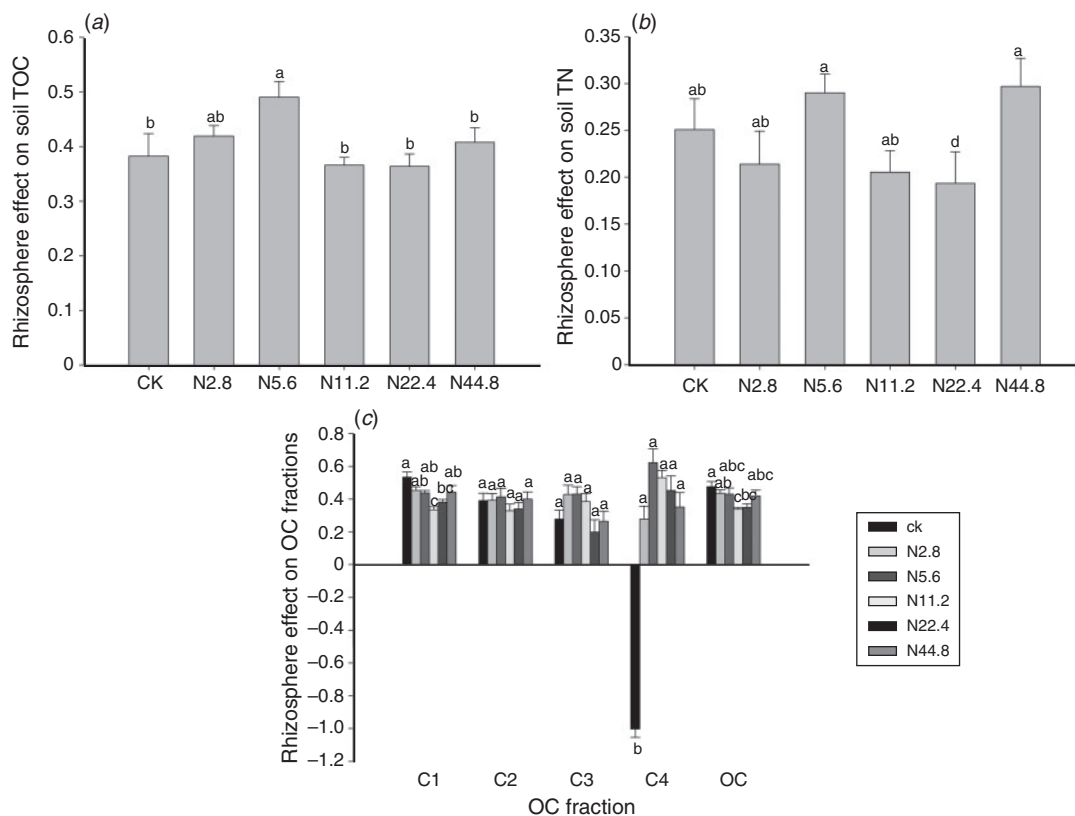 (a)
Rhizosphere effect on soil TOC
0.6
0.5
0.4
0.3
0.2
0.1
0
b
ab
a
b
b
b
CK N2.8 N5.6 N11.2 N22.4 N44.8
(b)
Rhizosphere effect on soil TN
0.35
0.30
0.25
0.20
0.15
0.10
0.05
0
ab
ab
a
ab
d
a
CK N2.8 N5.6 N11.2 N22.4 N44.8
(c)
Rhizosphere effect on OC fractions
0.8
0.6
0.4
0.2
0
−0.2
−0.4
−0.6
−0.8
−1.0
−1.2
a ab ab c bc ab
a a a a a a
a a a a a a
b a a a a a
a ab abc c bc abc
C1 C2 C3 C4 OC
OC fraction
ck
N2.8
N5.6
N11.2
N22.4
N44.8